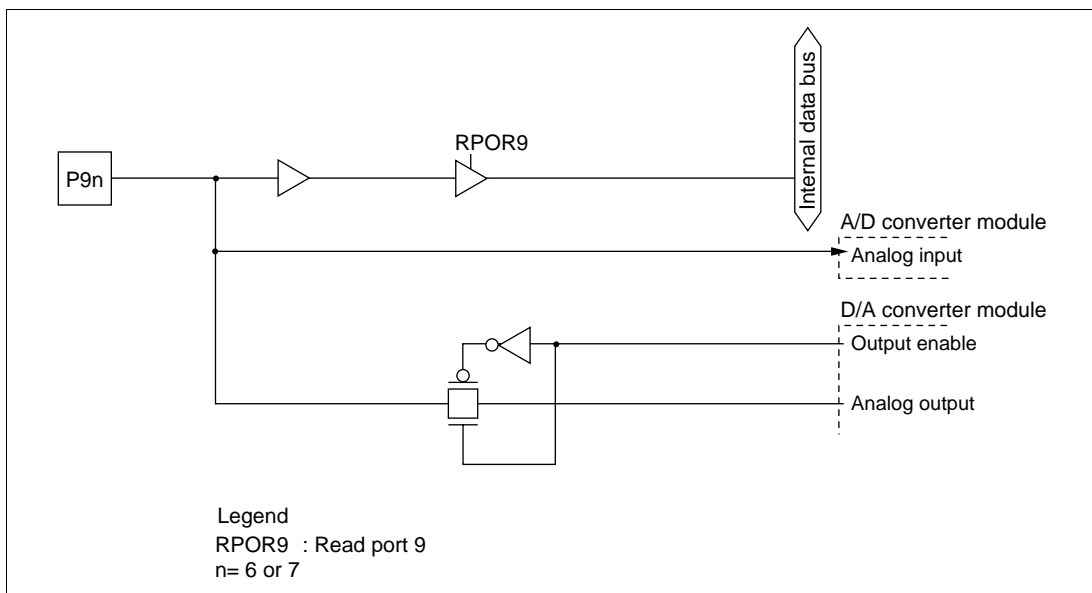 RPOR9
P9n
Internal data bus
A/D converter module
Analog input
D/A converter module
Output enable
Analog output
Legend
RPOR9 : Read port 9
n= 6 or 7